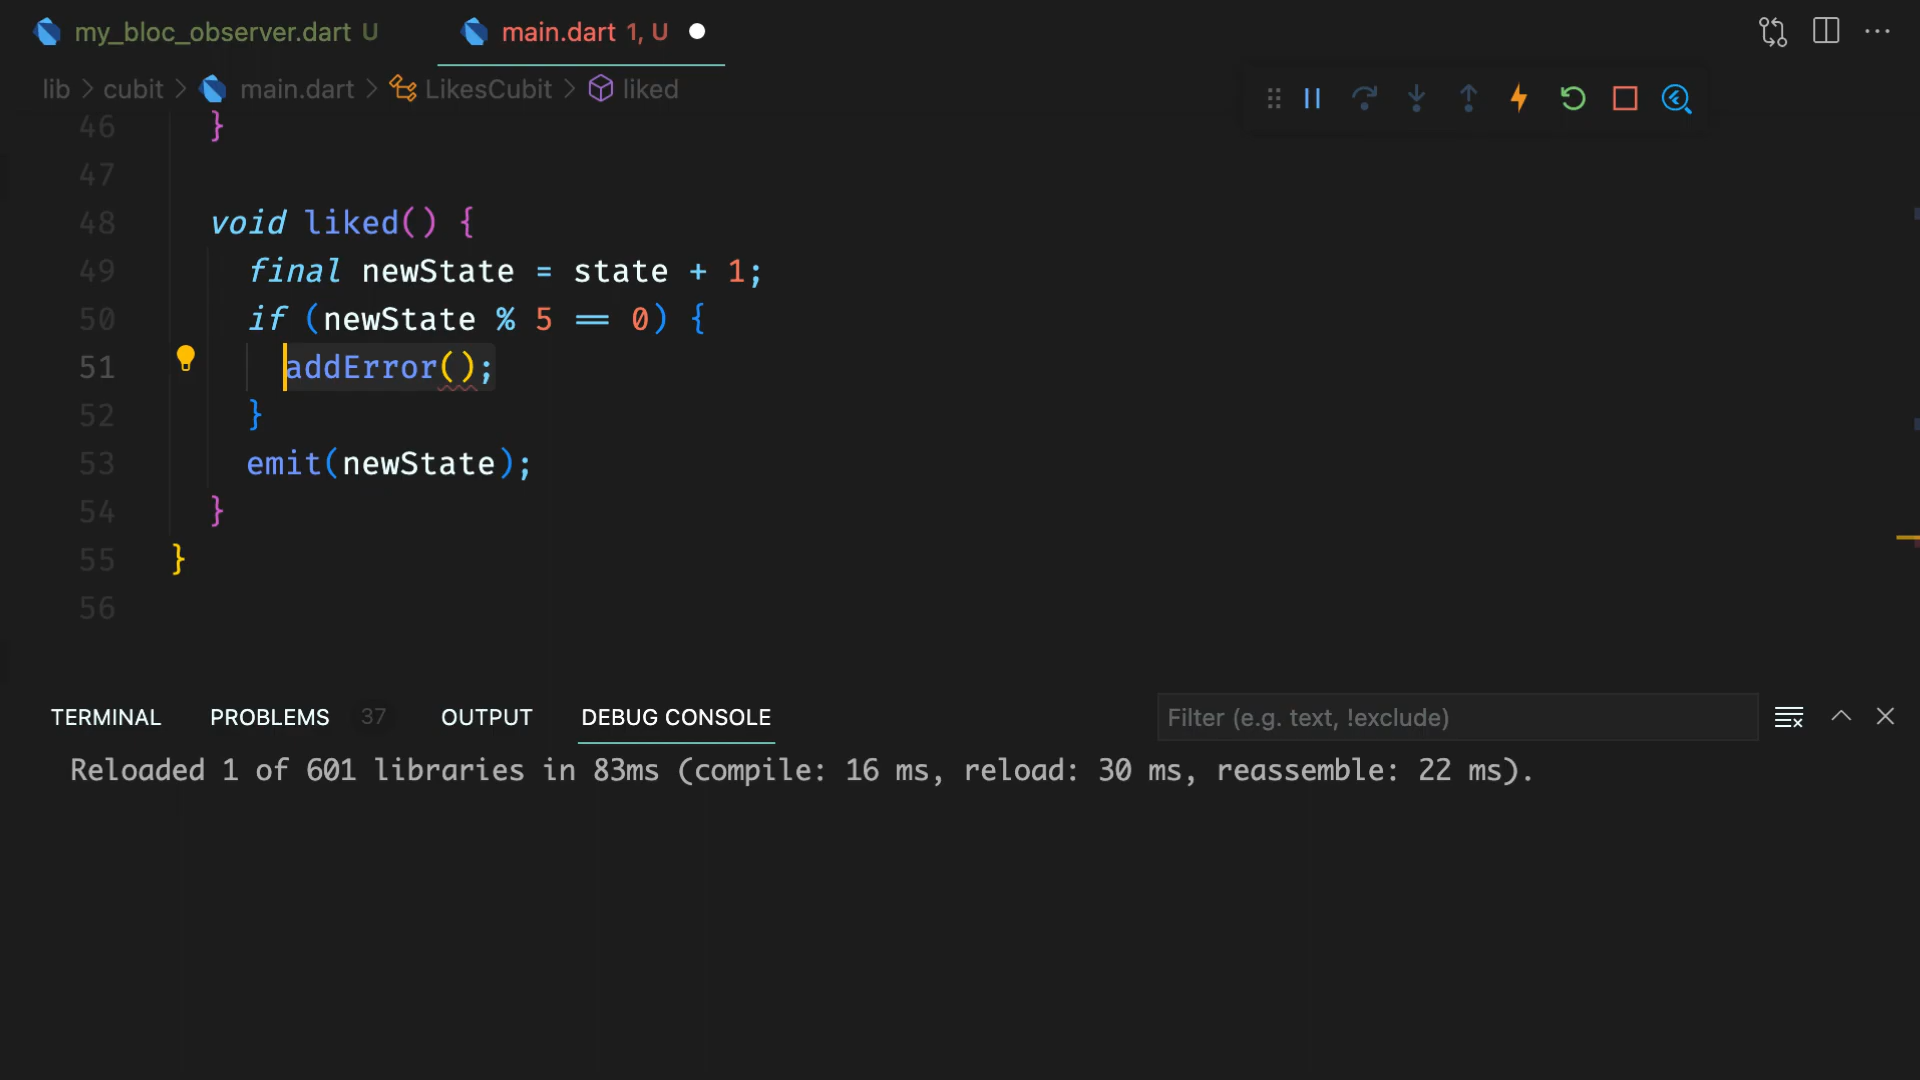 my_bloc_observer.dart U
main.dart 1, U
lib > cubit > main.dart > LikesCubit > liked
46 }
47
48 void liked() {
49 final newState = state + 1;
50 if (newState % 5 == 0) {
51 addError();
52 }
53 emit(newState);
54 }
55 }
56
TERMINAL PROBLEMS 37 OUTPUT DEBUG CONSOLE Filter (e.g. text, !exclude)
Reloaded 1 of 601 libraries in 83ms (compile: 16 ms, reload: 30 ms, reassemble: 22 ms).